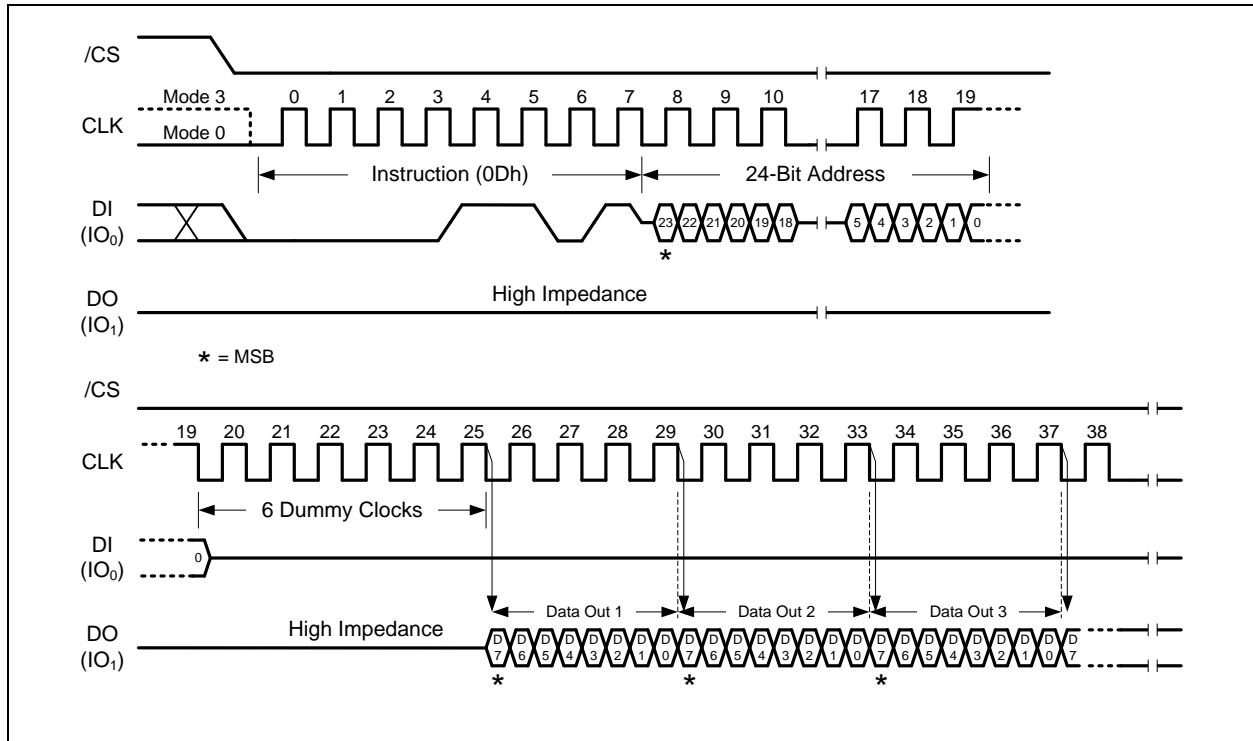 /CS
Mode 3 0 1 2 3 4 5 6 7 8 9 10 17 18 19
CLK Mode 0
Instruction (0Dh) 24-Bit Address
DI
(IO₀) 23 22 21 20 19 18 5 4 3 2 1 0
*
DO High Impedance
(IO₁)
* = MSB
/CS
19 20 21 22 23 24 25 26 27 28 29 30 31 32 33 34 35 36 37 38
CLK
6 Dummy Clocks
DI
(IO₀) 0
Data Out 1 Data Out 2 Data Out 3
DO High Impedance D7 D6 D5 D4 D3 D2 D1 D0 D7 D6 D5 D4 D3 D2 D1 D0 D7 D6 D5 D4 D3 D2 D1 D0 D7
(IO₁)
* * *